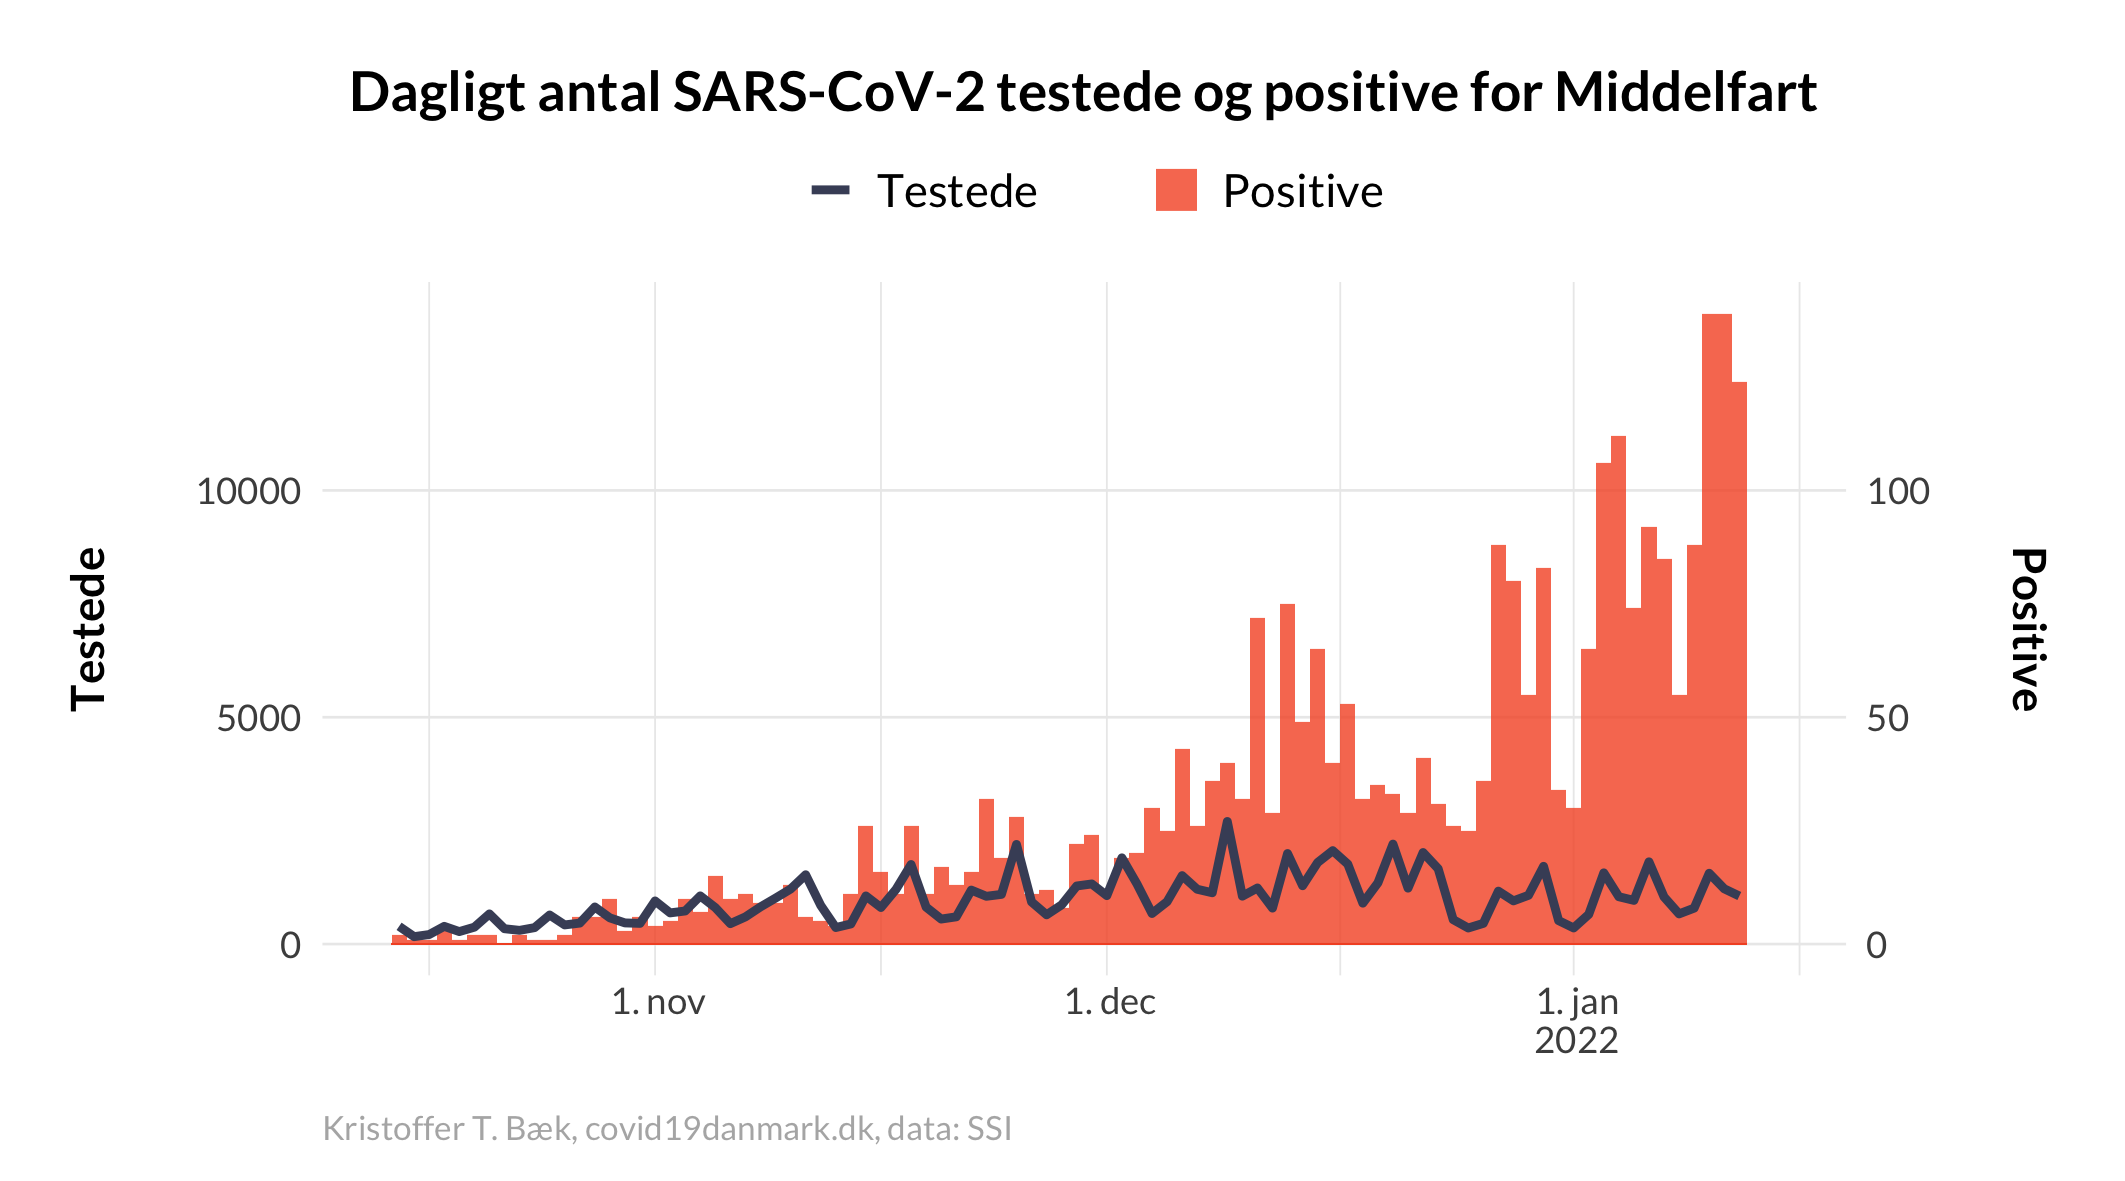 Dagligt antal SARS-CoV-2 testede og positive for Middelfart
Testede
Positive
Testede
10000
5000
0
100
50
0
Positive
1. nov
1. dec
1. jan
2022
Kristoffer T. Bæk, covid19danmark.dk, data: SSI